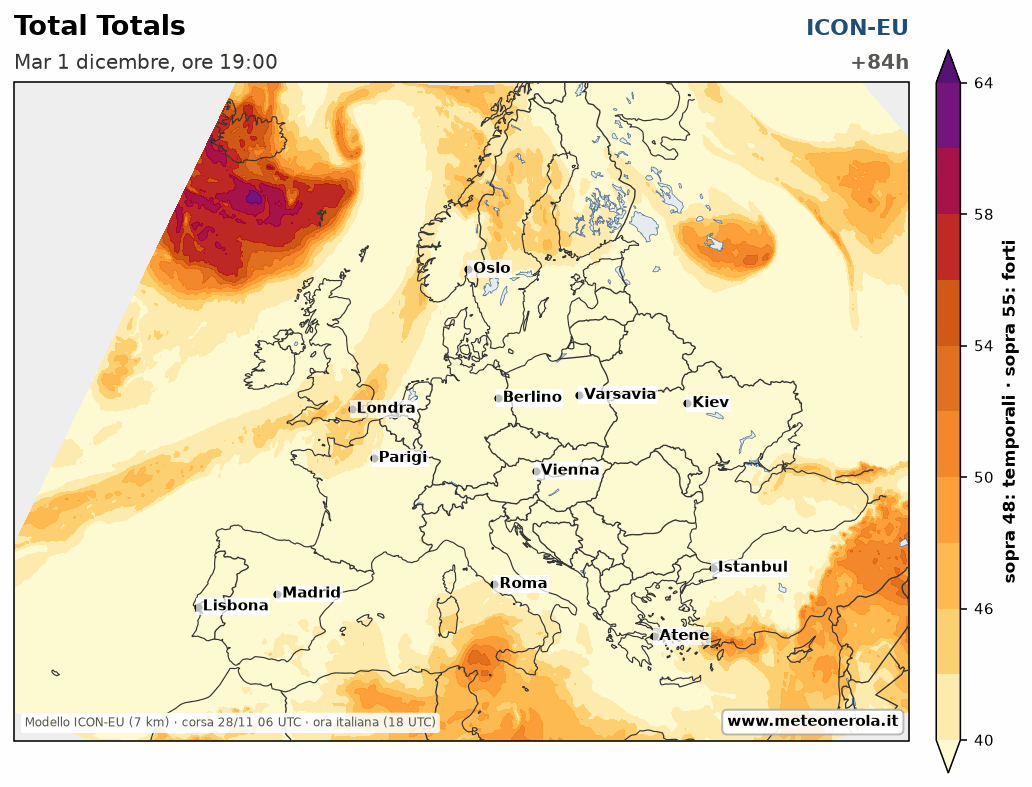 Total Totals
ICON-EU
Mar 1 dicembre, ore 19:00
+84h
64
58
54
50
46
40
sopra 48: temporali · sopra 55: forti
Oslo
Berlino
Varsavia
Kiev
Londra
Parigi
Vienna
Istanbul
Roma
Madrid
Lisbona
Atene
Modello ICON-EU (7 km) · corsa 28/11 06 UTC · ora italiana (18 UTC)
www.meteonerola.it